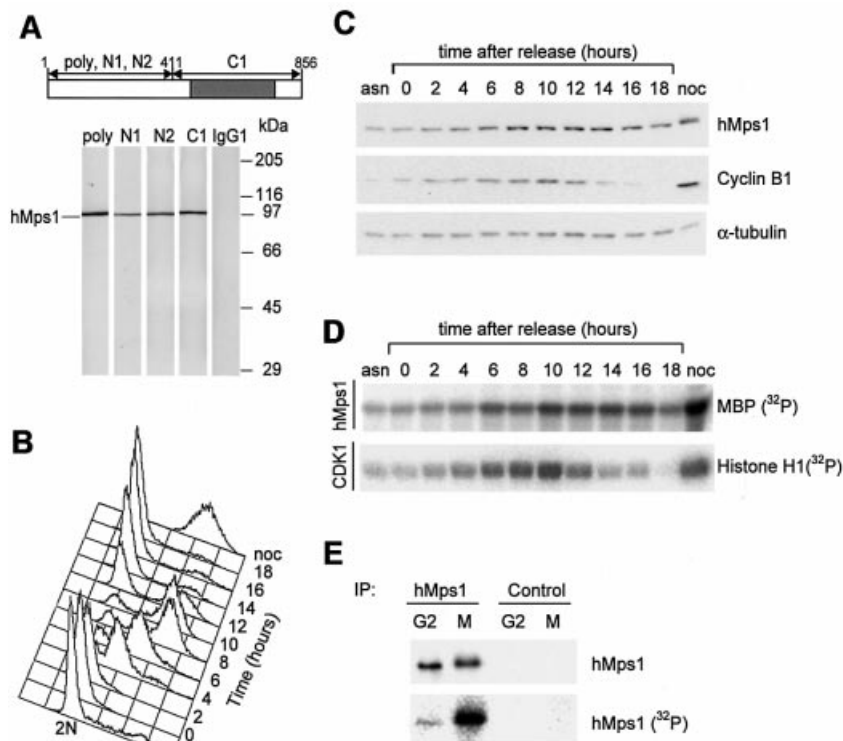 A
1 poly, N1, N2 411 C1 856
poly N1 N2 C1 IgG1 kDa
205
116
hMps1 97
66
45
29
B
noc
18
16
14
12
10
8
6
4
2
0
Time (hours)
2N
C
time after release (hours)
asn 0 2 4 6 8 10 12 14 16 18 noc
hMps1
Cyclin B1
α-tubulin
D
time after release (hours)
asn 0 2 4 6 8 10 12 14 16 18 noc
hMps1 MBP (³²P)
CDK1 Histone H1(³²P)
E
IP: hMps1 Control
G2 M G2 M
hMps1
hMps1 (³²P)